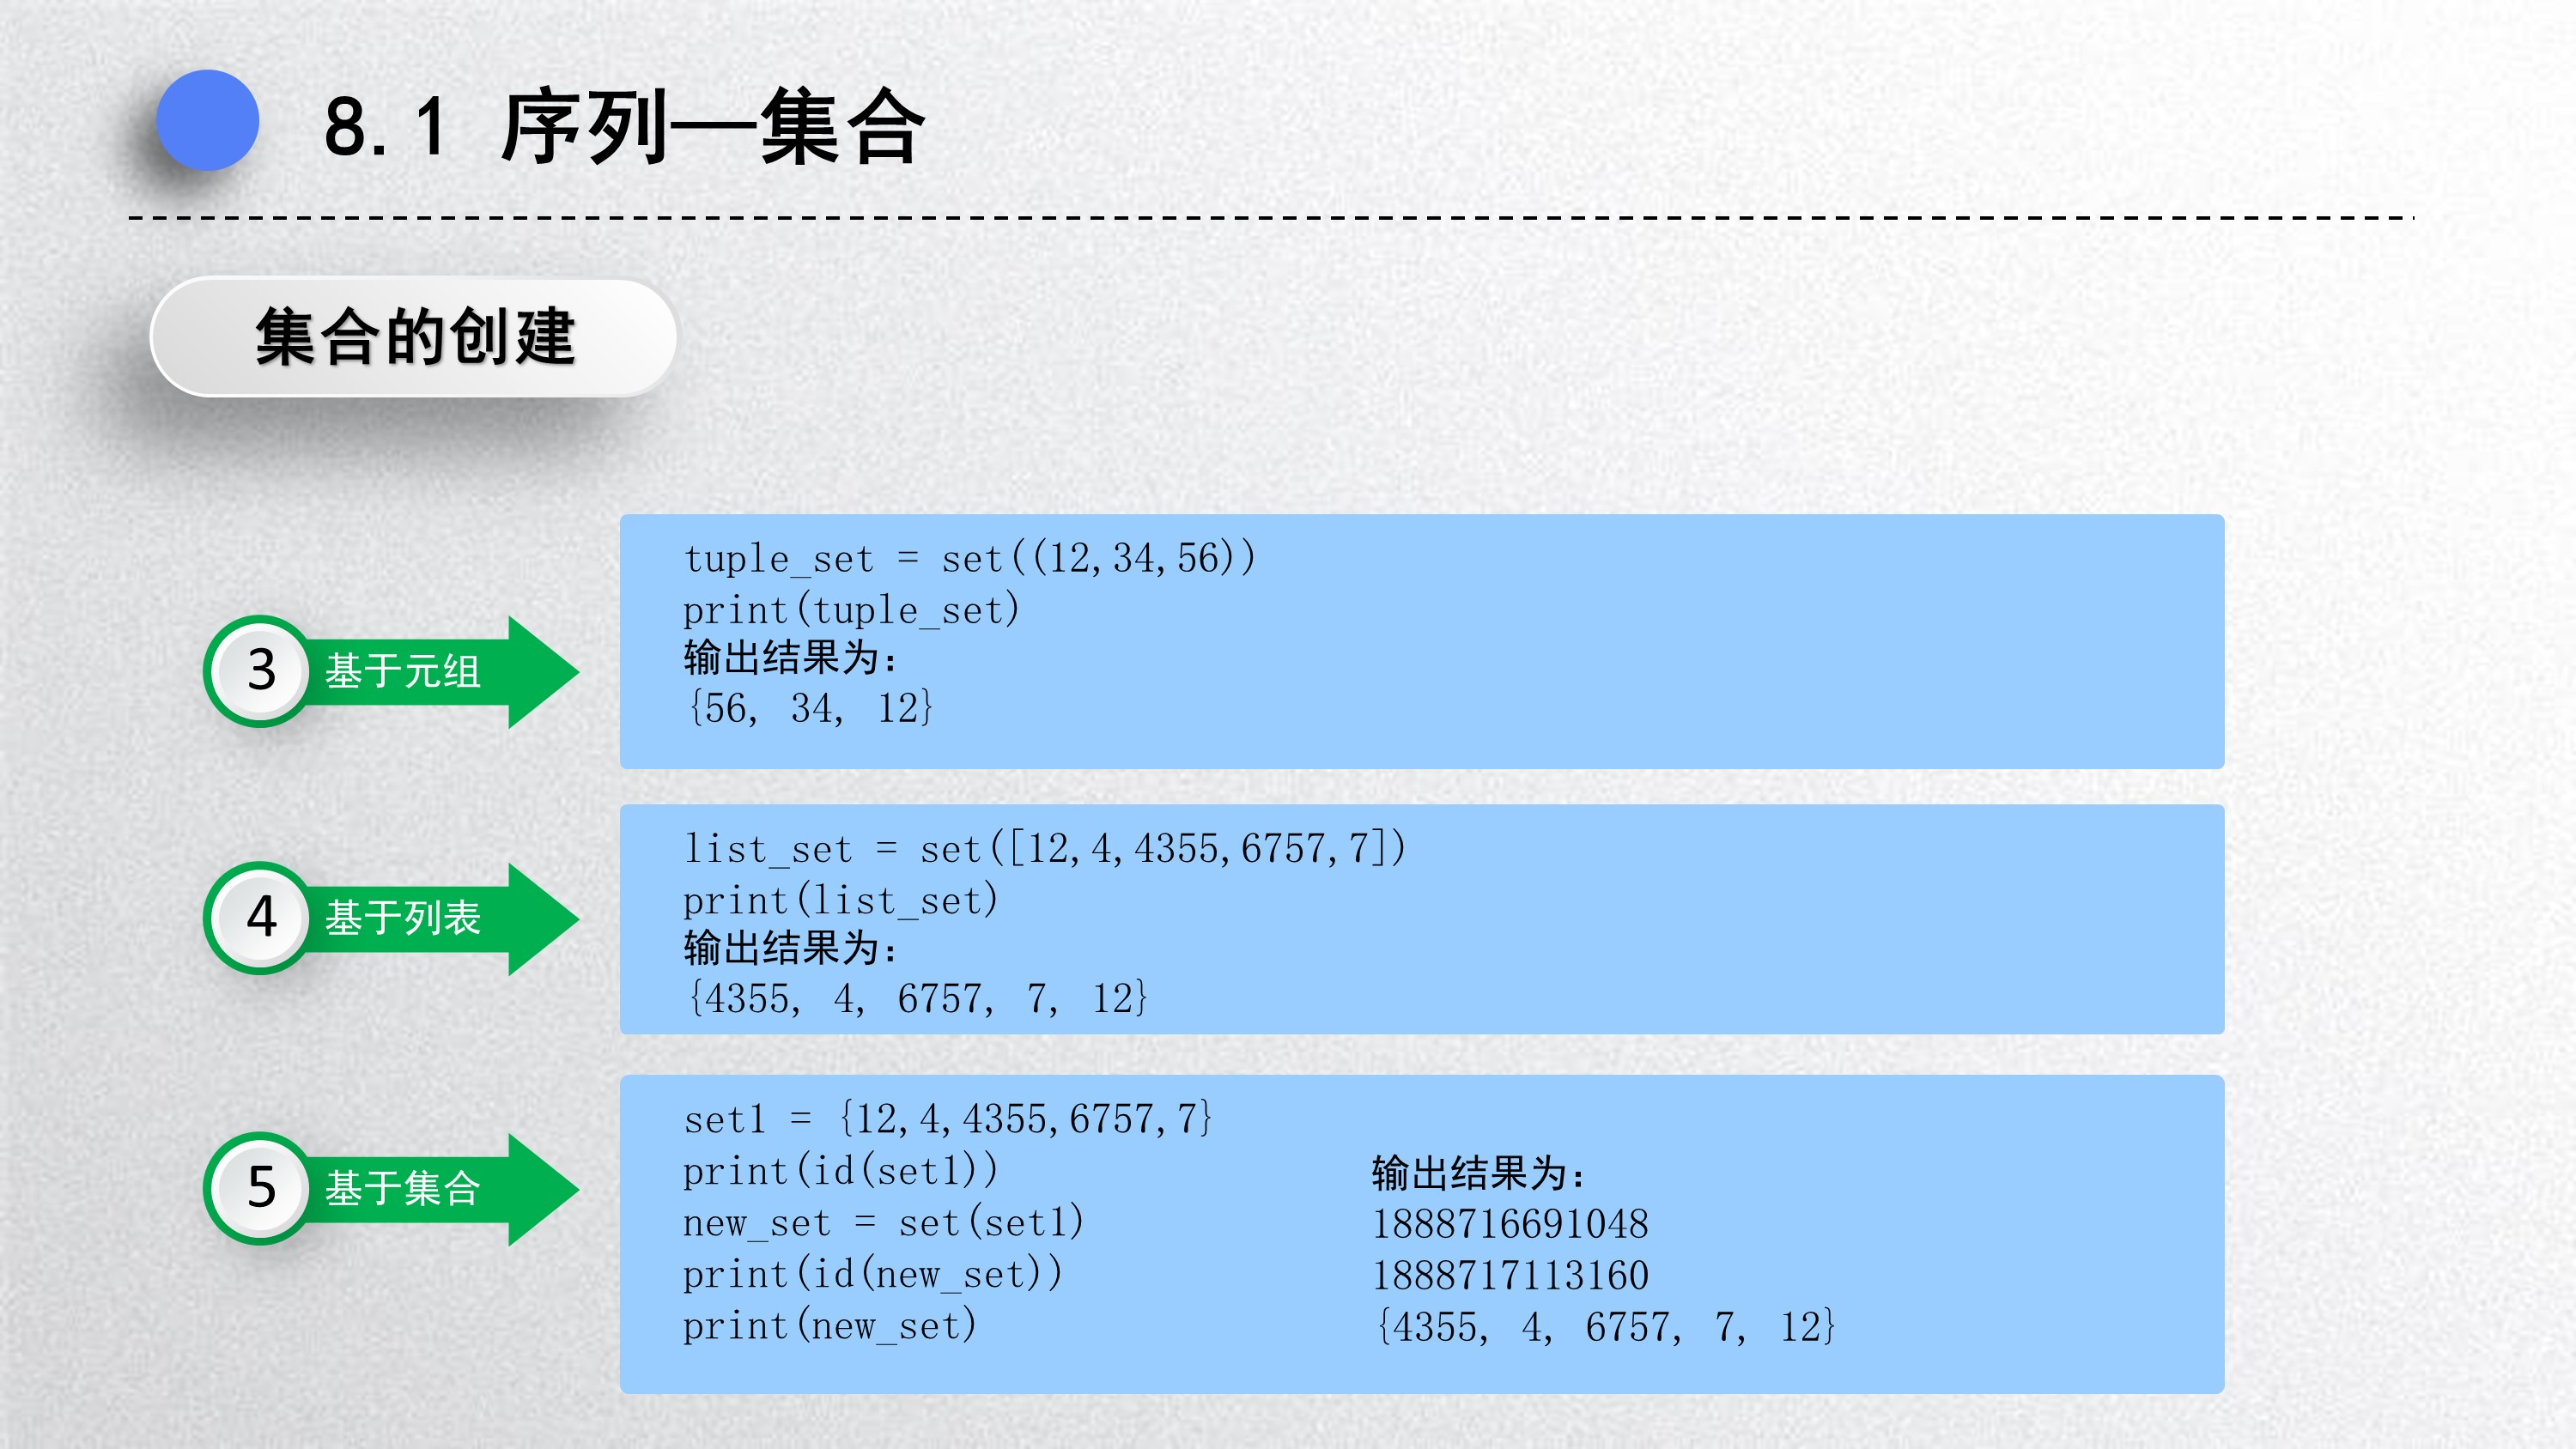 8.1 序列—集合
集合的创建
3 基于元组
tuple_set = set((12,34,56))
print(tuple_set)
输出结果为：
{56, 34, 12}
4 基于列表
list_set = set([12,4,4355,6757,7])
print(list_set)
输出结果为：
{4355, 4, 6757, 7, 12}
5 基于集合
set1 = {12,4,4355,6757,7}
print(id(set1))
new_set = set(set1)
print(id(new_set))
print(new_set)
输出结果为：
1888716691048
1888717113160
{4355, 4, 6757, 7, 12}